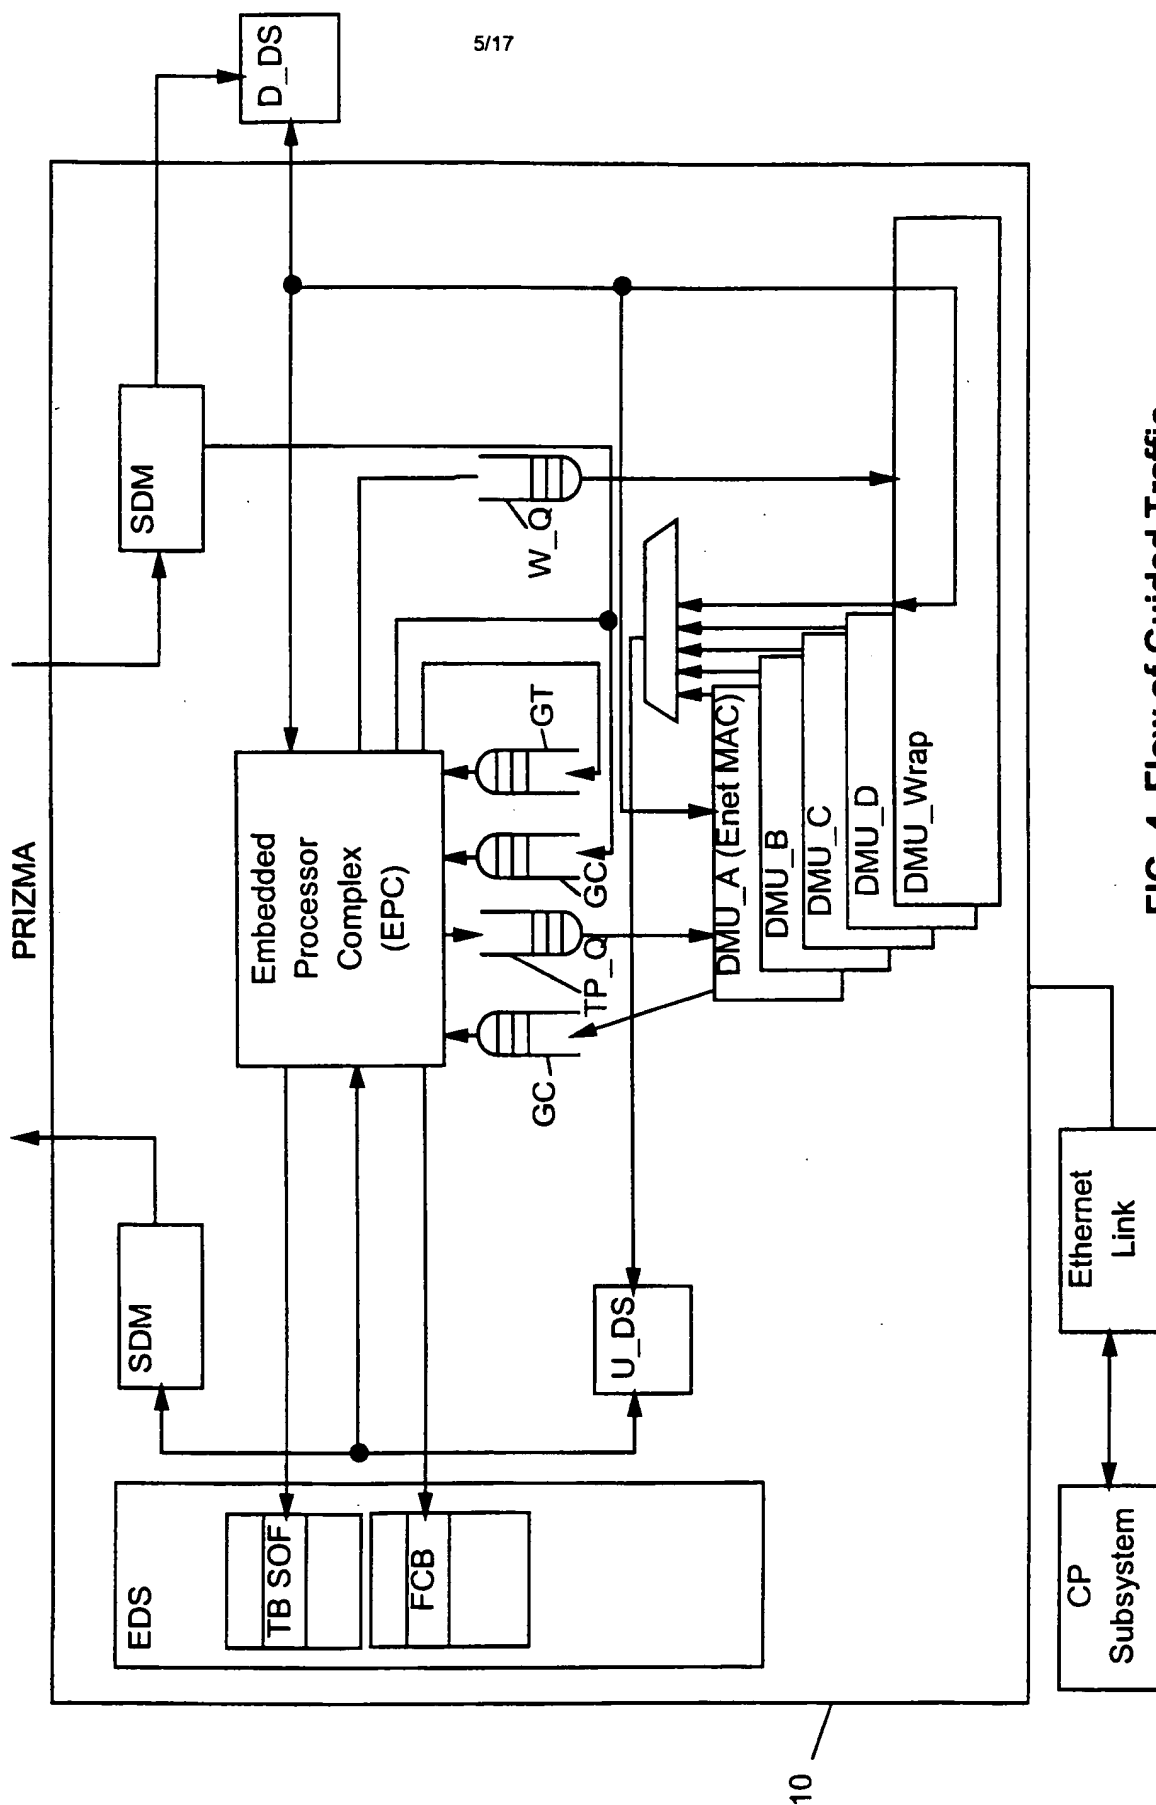 5/17
PRIZMA
EDS
TB SOF
FCB
SDM
SDM
D_DS
U_DS
Embedded
Processor
Complex
(EPC)
GC
TP_Q
GC
GT
W_Q
DMU_A (Enet MAC)
DMU_B
DMU_C
DMU_D
DMU_Wrap
10
CP
Subsystem
Ethernet
Link
FIG. 4 Flow of Guided Traffic